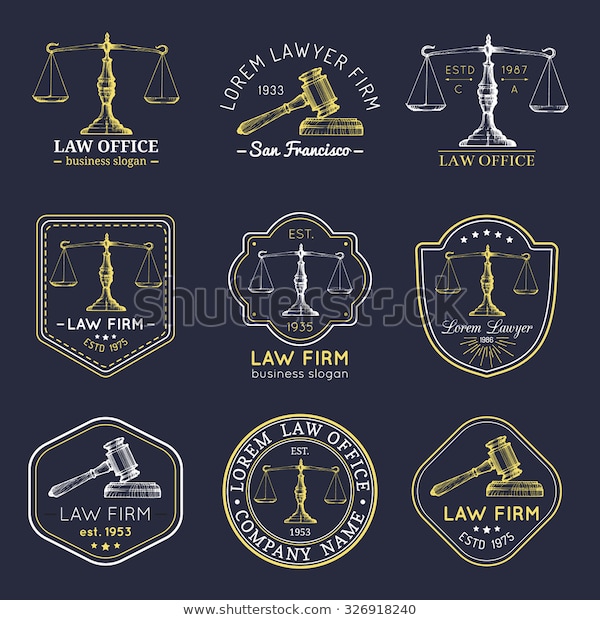 LAW OFFICE
business slogan
LOREM LAWYER FIRM
1933
San Francisco
ESTD 1987
C A
LAW OFFICE
LAW FIRM
ESTD 1975
EST.
1935
LAW FIRM
business slogan
Lorem Lawyer
1986
LAW FIRM
est. 1953
LOREM LAW OFFICE
EST.
1953
COMPANY NAME
LAW FIRM
ESTD 1975
shutterstock
shutterstock.com · 326918240